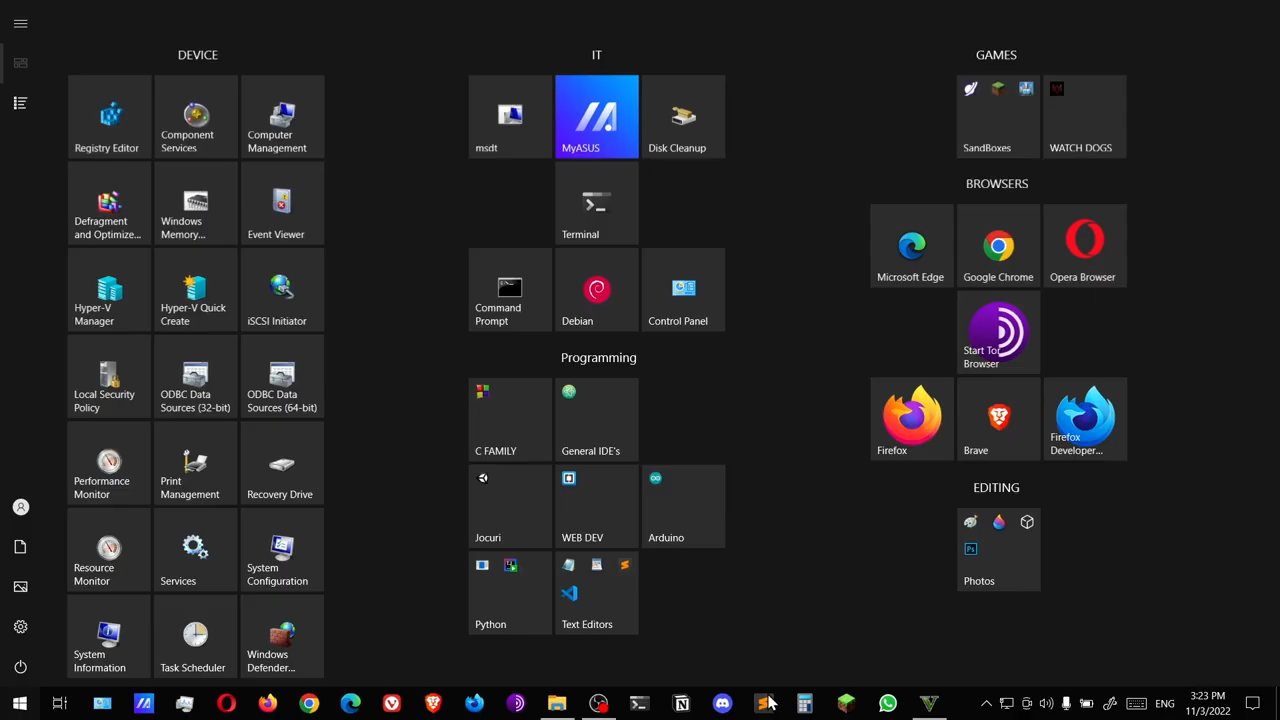 DEVICE
Registry Editor
Component
Services
Computer
Management
Defragment
and Optimize...
Windows
Memory...
Event Viewer
Hyper-V
Manager
Hyper-V Quick
Create
iSCSI Initiator
Local Security
Policy
ODBC Data
Sources (32-bit)
ODBC Data
Sources (64-bit)
Performance
Monitor
Print
Management
Recovery Drive
Resource
Monitor
Services
System
Configuration
System
Information
Task Scheduler
Windows
Defender...
IT
msdt
MyASUS
Disk Cleanup
Terminal
Command
Prompt
Debian
Control Panel
Programming
C FAMILY
General IDE's
Jocuri
WEB DEV
Arduino
Python
Text Editors
GAMES
SandBoxes
WATCH DOGS
BROWSERS
Microsoft Edge
Google Chrome
Opera Browser
Start Tor
Browser
Firefox
Brave
Firefox
Developer...
EDITING
Ps
Photos
ENG
3:23 PM
11/3/2022